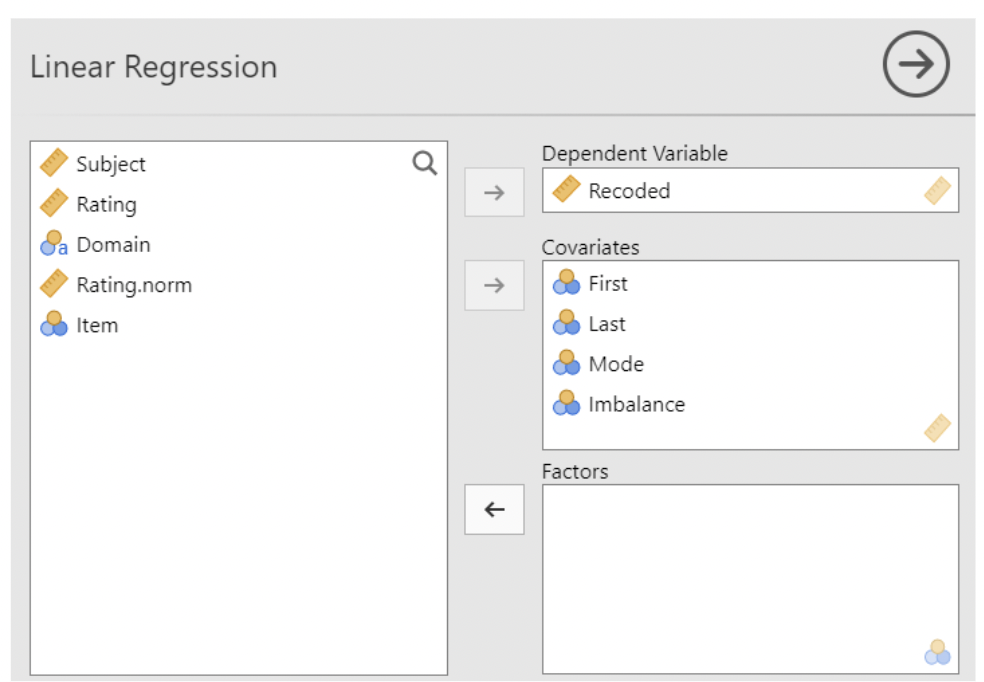 Linear Regression
Subject
Rating
a Domain
Rating.norm
Item
Dependent Variable
Recoded
Covariates
First
Last
Mode
Imbalance
Factors